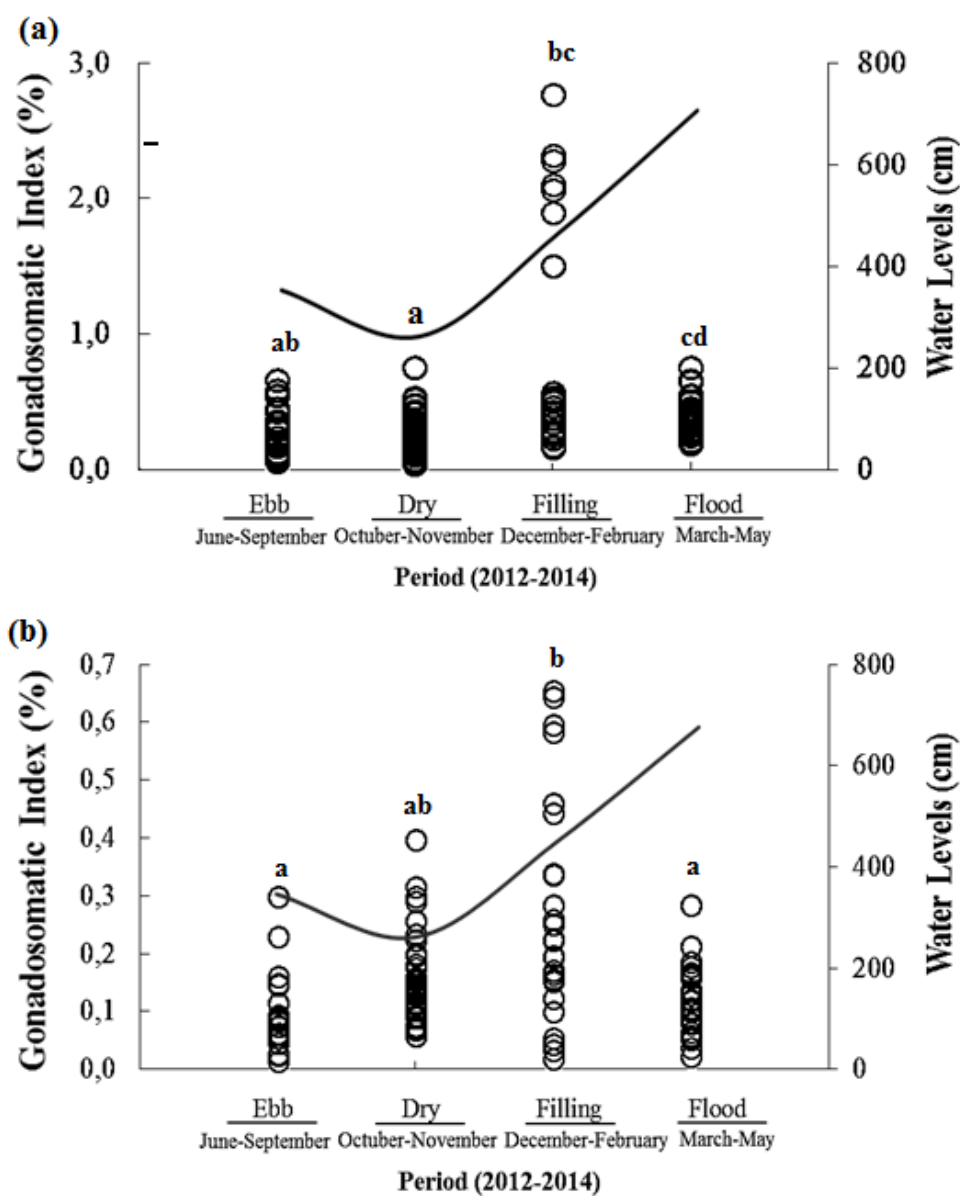 (a)
Gonadosomatic Index (%)
3,0
2,0
1,0
0,0
800
600
400
200
0
Water Levels (cm)
ab
a
bc
cd
Ebb Dry Filling Flood
June-September Octuber-November December-February March-May
Period (2012-2014)
(b)
Gonadosomatic Index (%)
0,7
0,6
0,5
0,4
0,3
0,2
0,1
0,0
800
600
400
200
0
Water Levels (cm)
a
ab
b
a
Ebb Dry Filling Flood
June-September Octuber-November December-February March-May
Period (2012-2014)